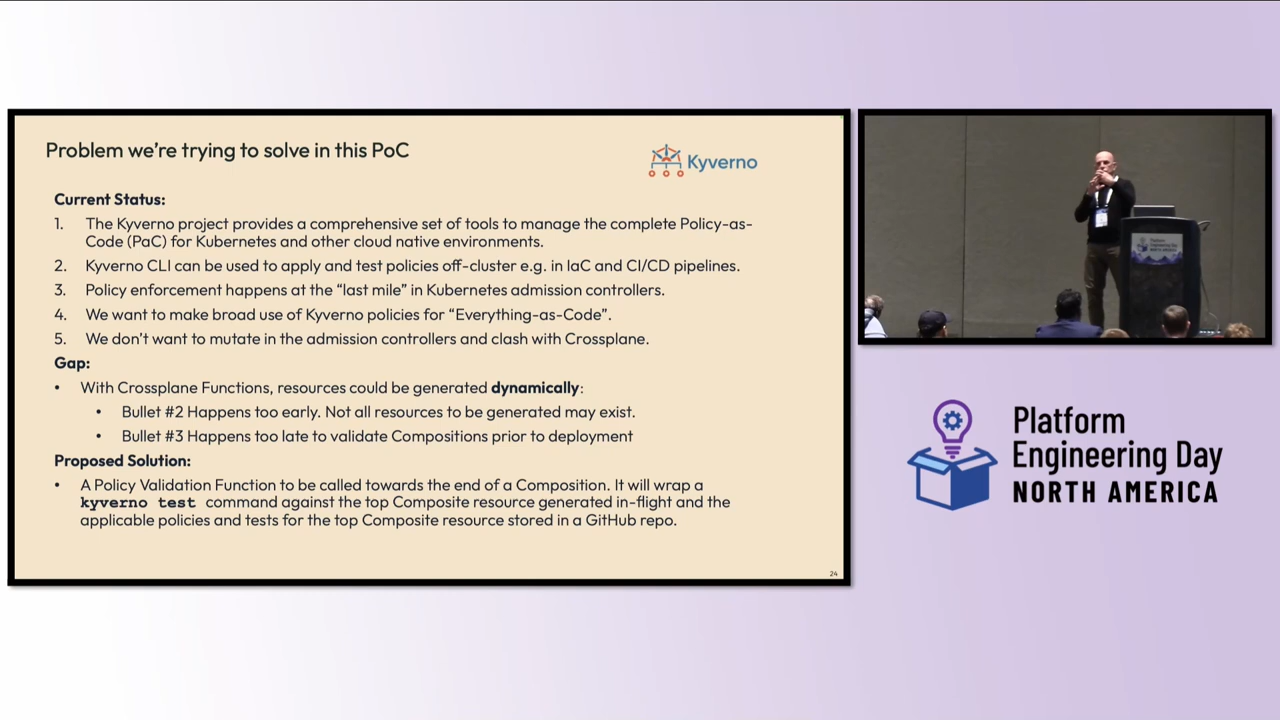 Problem we're trying to solve in this PoC
Kyverno
Current Status:
1. The Kyverno project provides a comprehensive set of tools to manage the complete Policy-as-
Code (PaC) for Kubernetes and other cloud native environments.
2. Kyverno CLI can be used to apply and test policies off-cluster e.g. in IaC and CI/CD pipelines.
3. Policy enforcement happens at the “last mile” in Kubernetes admission controllers.
4. We want to make broad use of Kyverno policies for “Everything-as-Code”.
5. We don't want to mutate in the admission controllers and clash with Crossplane.
Gap:
• With Crossplane Functions, resources could be generated dynamically:
• Bullet #2 Happens too early. Not all resources to be generated may exist.
• Bullet #3 Happens too late to validate Compositions prior to deployment
Proposed Solution:
• A Policy Validation Function to be called towards the end of a Composition. It will wrap a
kyverno test command against the top Composite resource generated in-flight and the
applicable policies and tests for the top Composite resource stored in a GitHub repo.
24
Platform
Engineering Day
Platform
Engineering Day
NORTH AMERICA